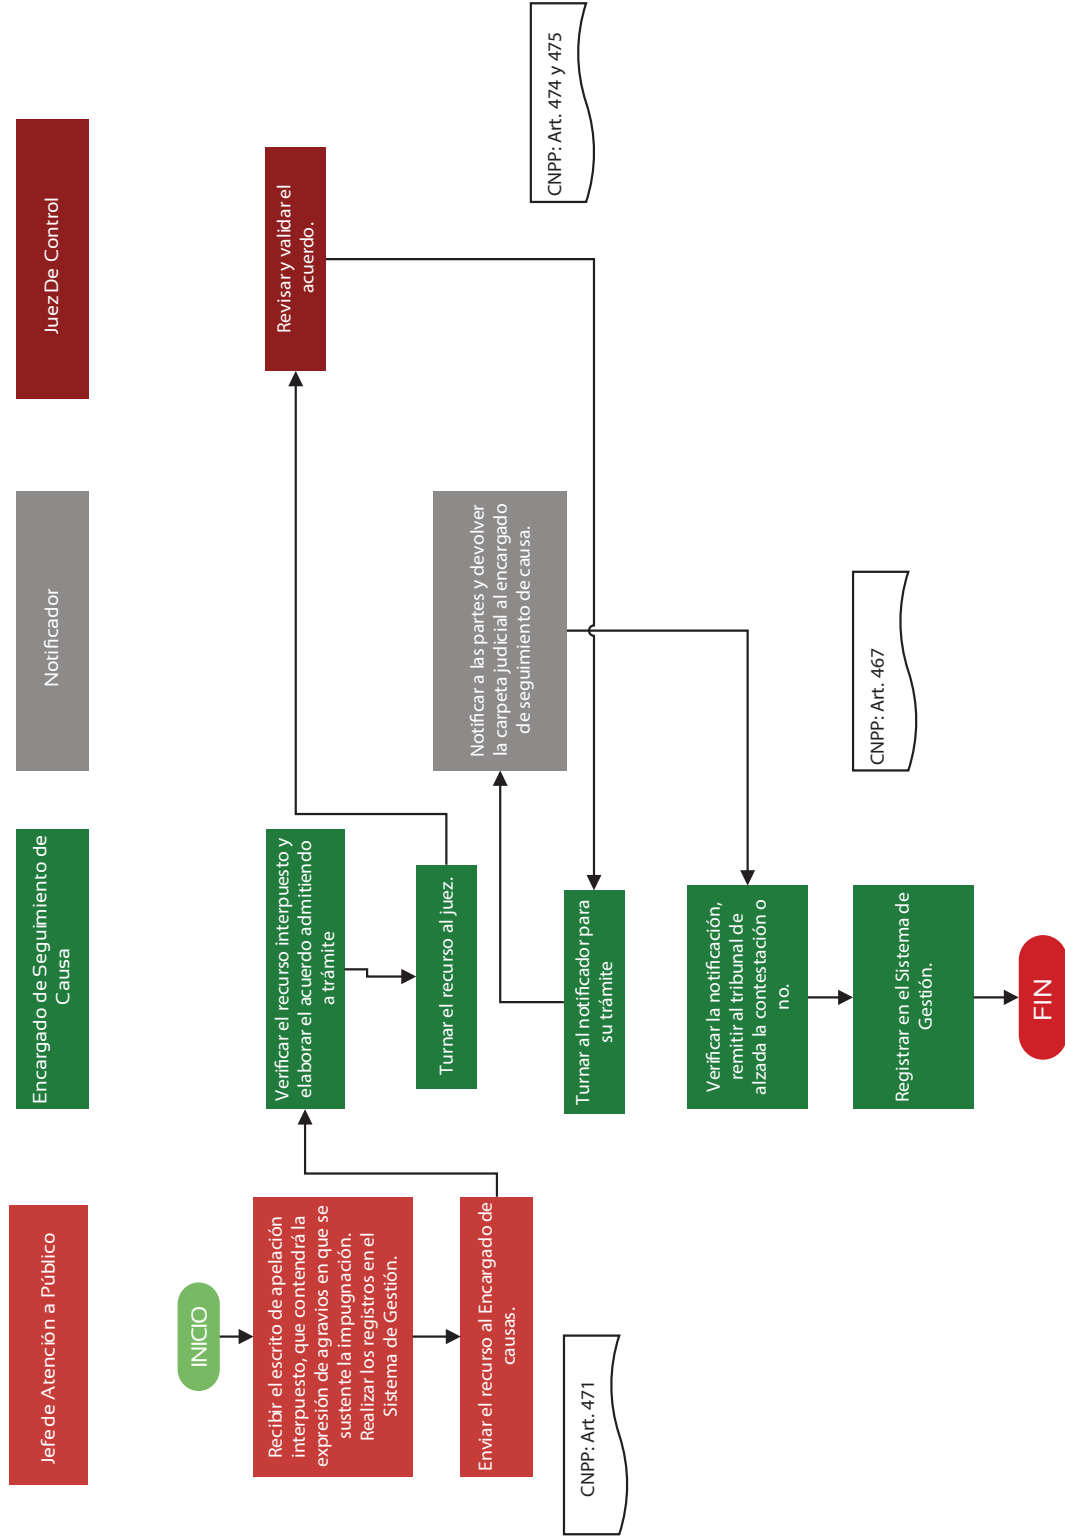 Jefe de Atención a Público
Encargado de Seguimiento de
Causa
Notificador
Juez De Control
INICIO
Recibir el escrito de apelación
interpuesto, que contendrá la
expresión de agravios en que se
sustente la impugnación.
Realizar los registros en el
Sistema de Gestión.
Enviar el recurso al Encargado de
causas.
CNPP: Art. 471
Verificar el recurso interpuesto y
elaborar el acuerdo admitiendo
a trámite
Turnar el recurso al juez.
Revisar y validar el
acuerdo.
CNPP: Art. 474 y 475
Turnar al notificador para
su trámite
Notificar a las partes y devolver
la carpeta judicial al encargado
de seguimiento de causa.
Verificar la notificación,
remitir al tribunal de
alzada la contestación o
no.
CNPP: Art. 467
Registrar en el Sistema de
Gestión.
FIN